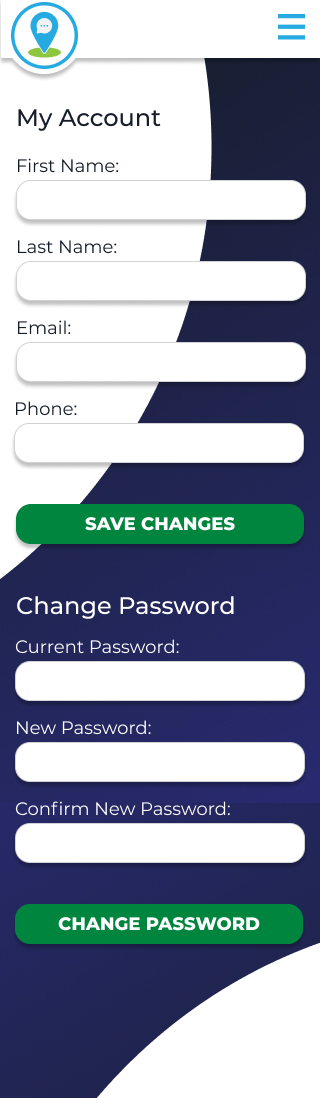 My Account
First Name:
Last Name:
Email:
Phone:
SAVE CHANGES
Change Password
Current Password:
New Password:
Confirm New Password:
CHANGE PASSWORD